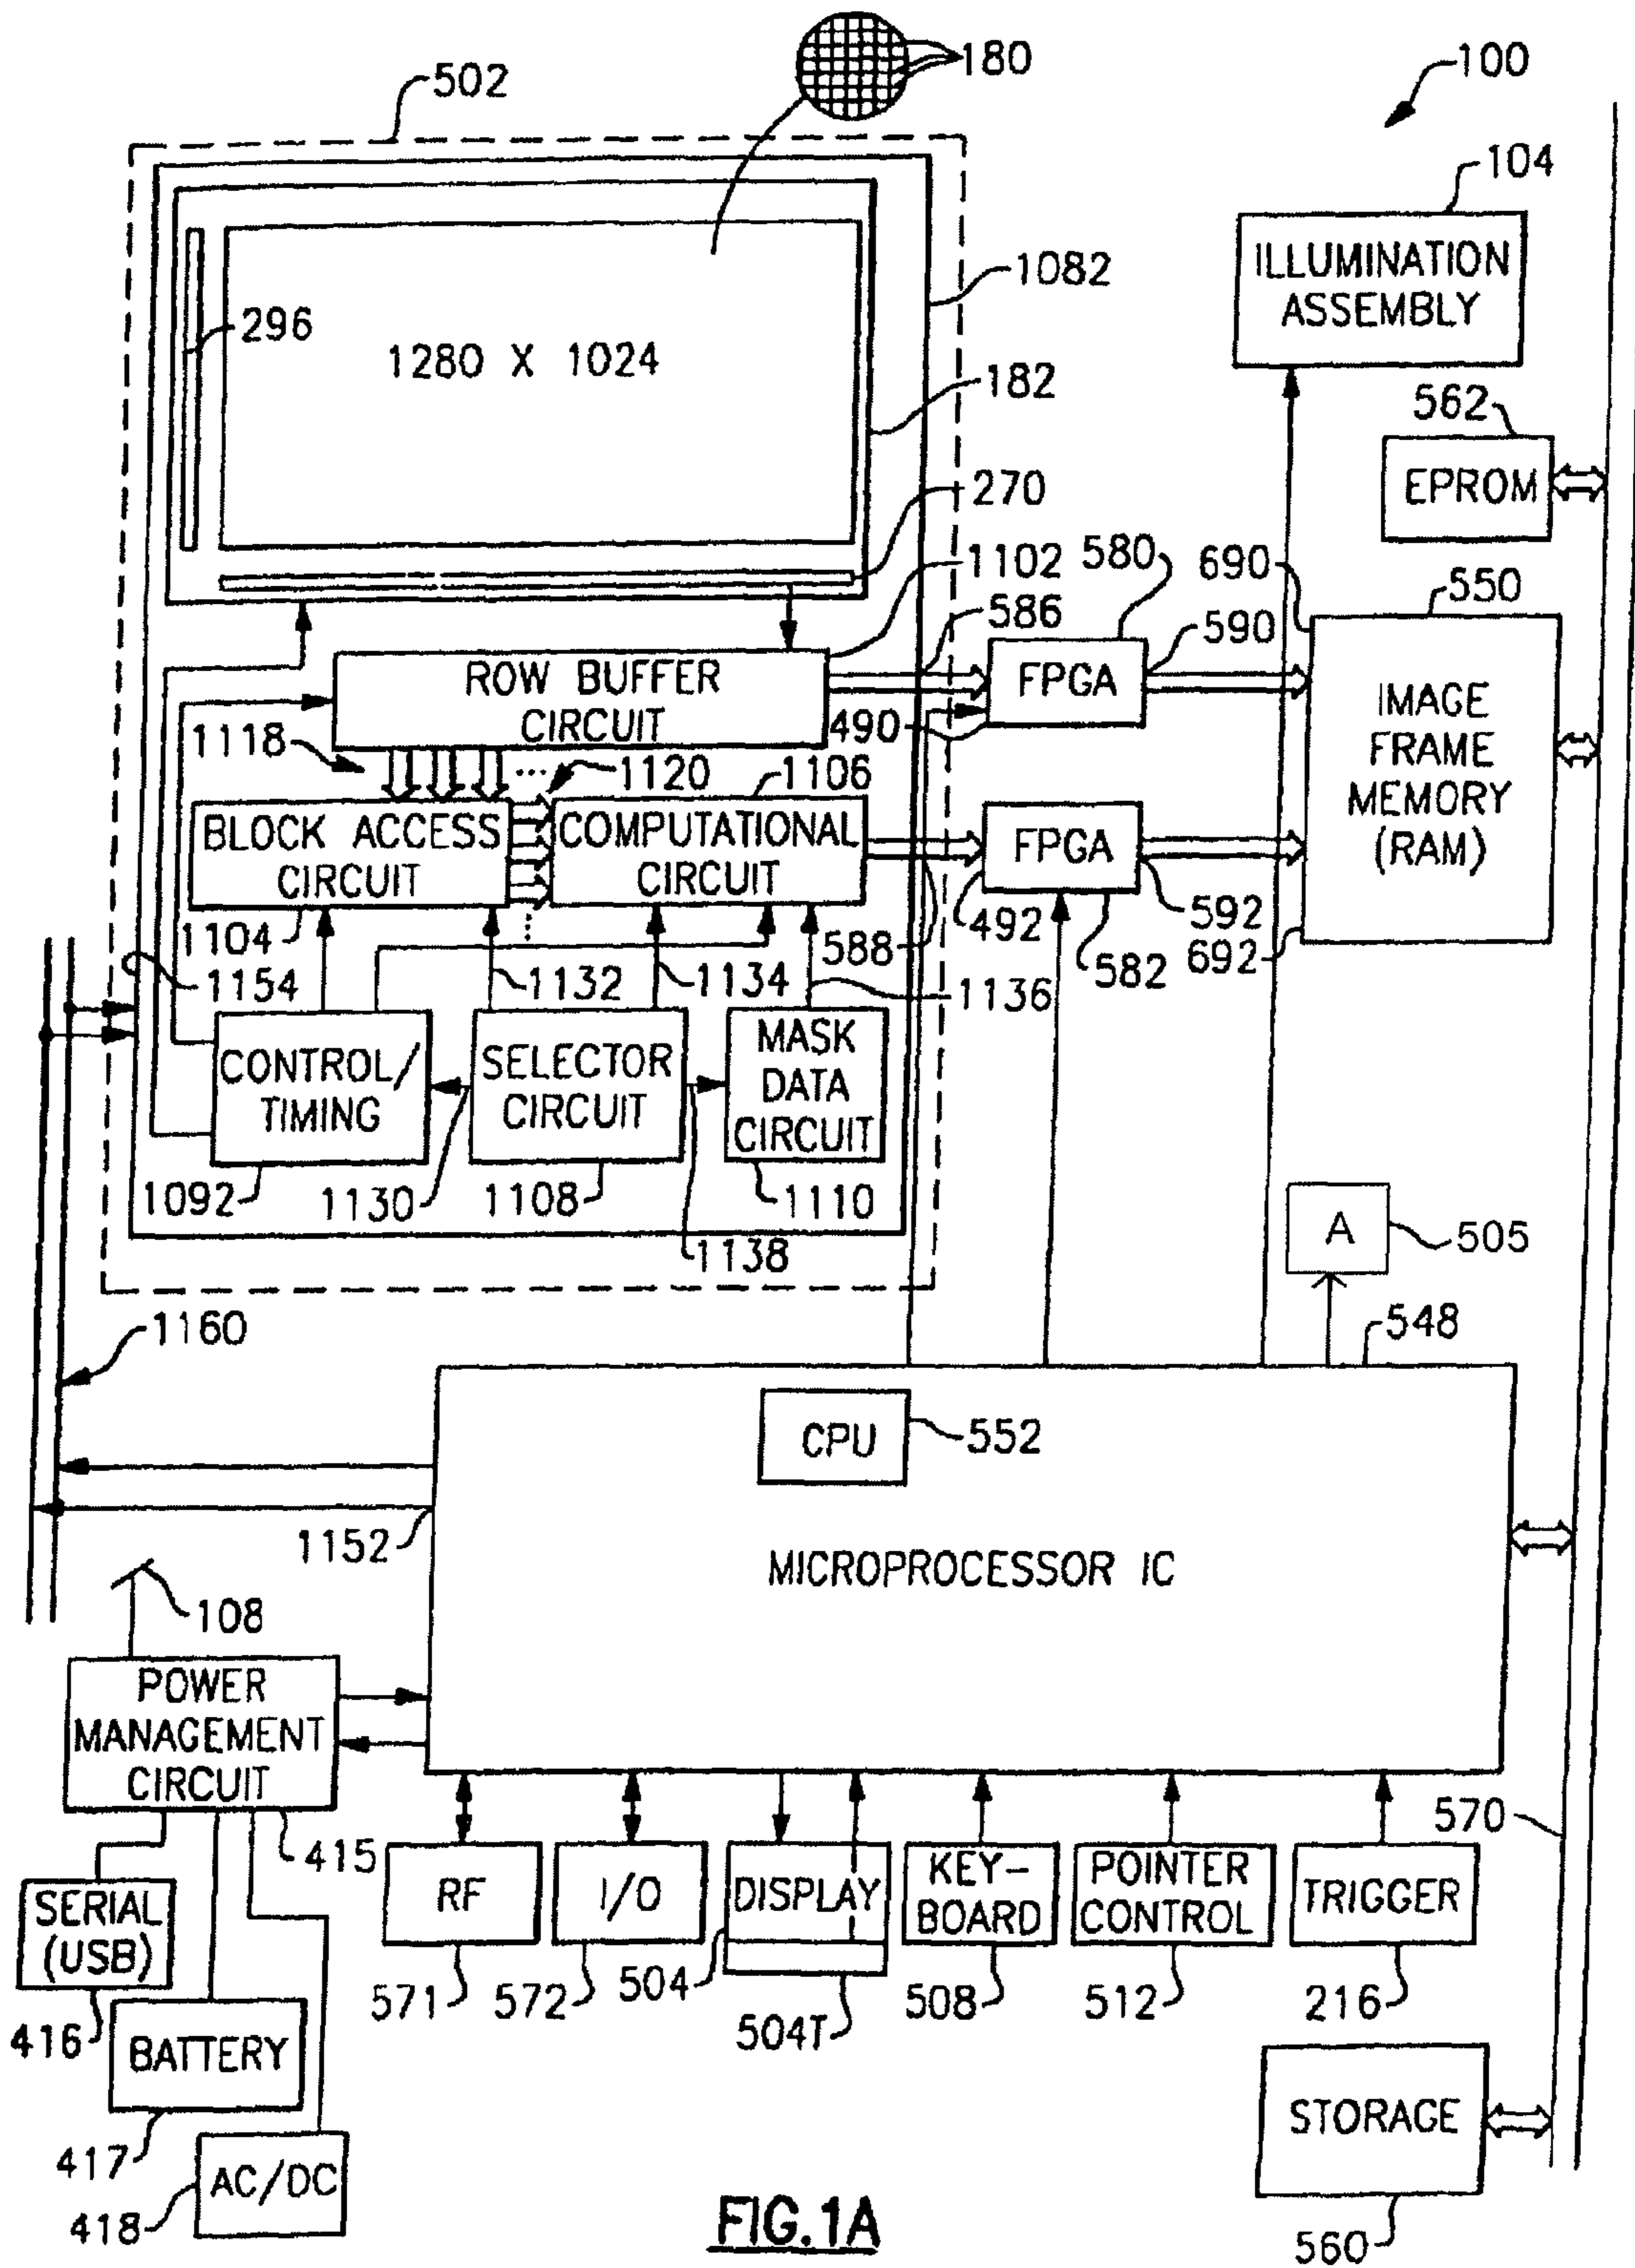 180
502
100
104
ILLUMINATION
ASSEMBLY
1082
296
1280 X 1024
182
562
EPROM
270
1102
580
690
550
586
590
ROW BUFFER
CIRCUIT
FPGA
IMAGE
FRAME
MEMORY
(RAM)
490
1118
1120
1106
BLOCK ACCESS
CIRCUIT
COMPUTATIONAL
CIRCUIT
FPGA
1104
1154
1132
1134
588
492
1136
582
592
692
CONTROL/
TIMING
SELECTOR
CIRCUIT
MASK
DATA
CIRCUIT
1092
1130
1108
1110
1138
A
505
1160
548
CPU
552
1152
MICROPROCESSOR IC
108
POWER
MANAGEMENT
CIRCUIT
415
570
SERIAL
(USB)
RF
I/O
DISPLAY
KEY-
BOARD
POINTER
CONTROL
TRIGGER
416
571
572
504
504T
508
512
216
BATTERY
417
STORAGE
AC/DC
418
560
FIG.1A